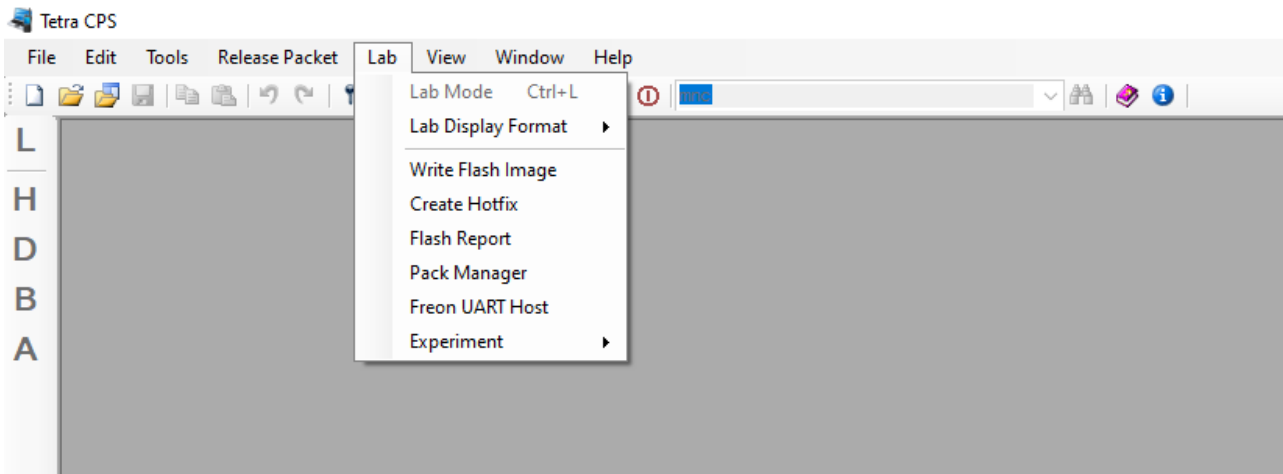 Tetra CPS
File Edit Tools Release Packet Lab View Window Help
mnc
Lab Mode Ctrl+L
Lab Display Format
Write Flash Image
Create Hotfix
Flash Report
Pack Manager
Freon UART Host
Experiment
L
H
D
B
A